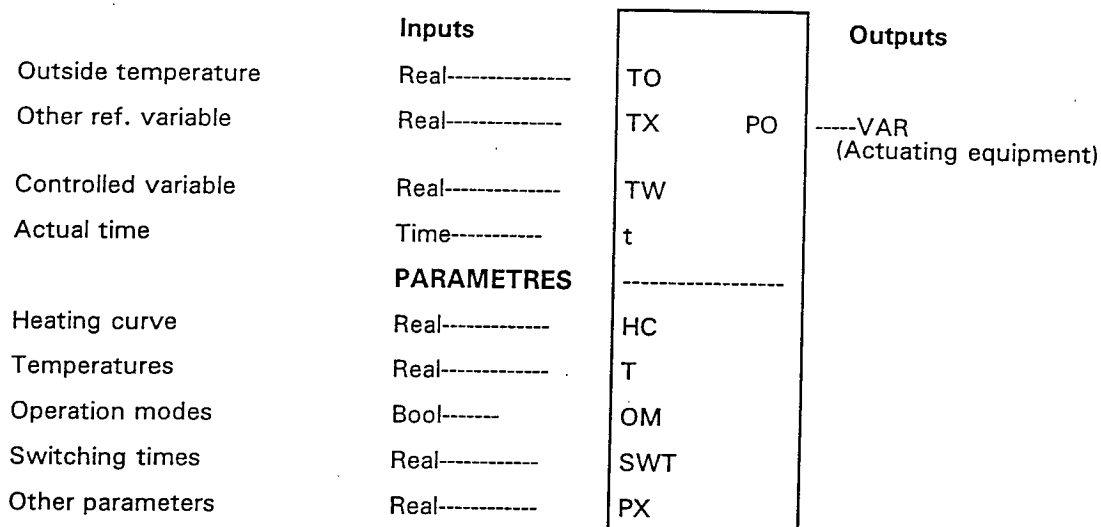 Inputs Outputs
Outside temperature Real--------------- TO
Other ref. variable Real-------------- TX PO -----VAR
(Actuating equipment)
Controlled variable Real-------------- TW
Actual time Time----------- t
PARAMETRES ------------------
Heating curve Real------------- HC
Temperatures Real------------- T
Operation modes Bool------- OM
Switching times Real------------ SWT
Other parameters Real------------ PX